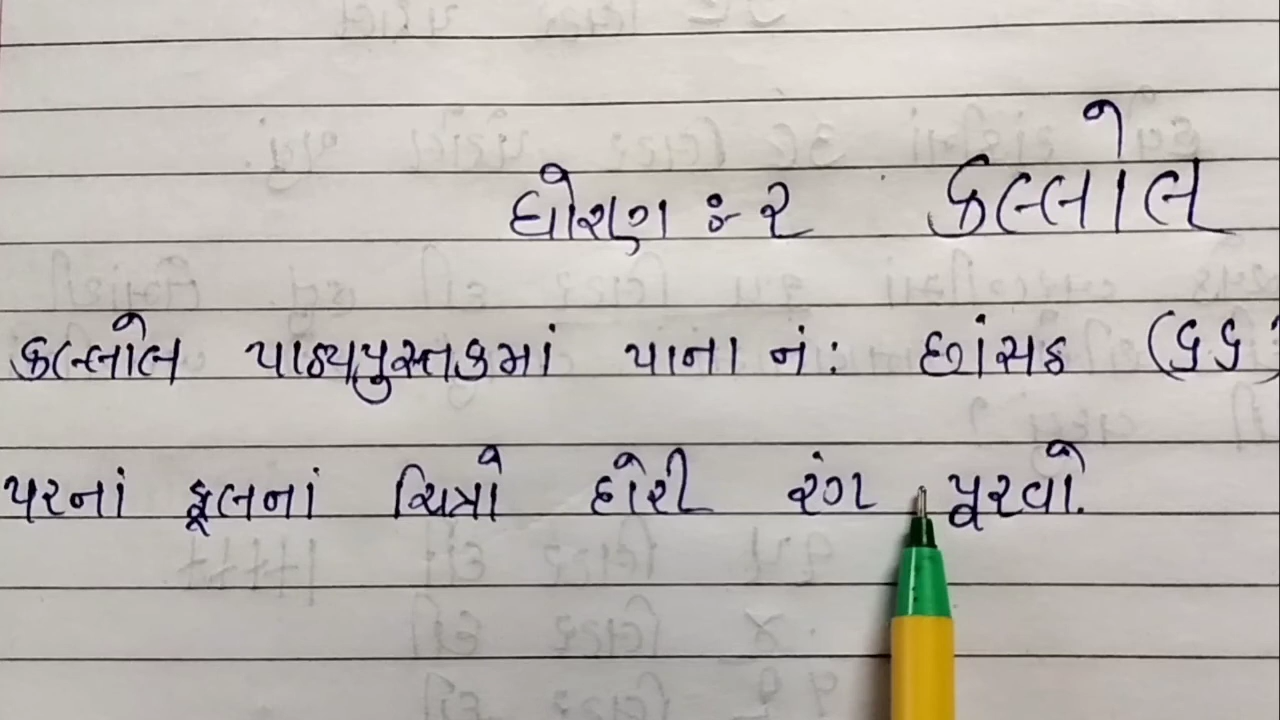 ધોરણ ઃ- ૨ કલ્લોલ
કલ્લોલ પાઠ્યપુસ્તકમાં પાના નં: છાંસઠ (૬૬)
પરનાં ફૂલનાં ચિત્રો દોરી રંગ પૂરવો.